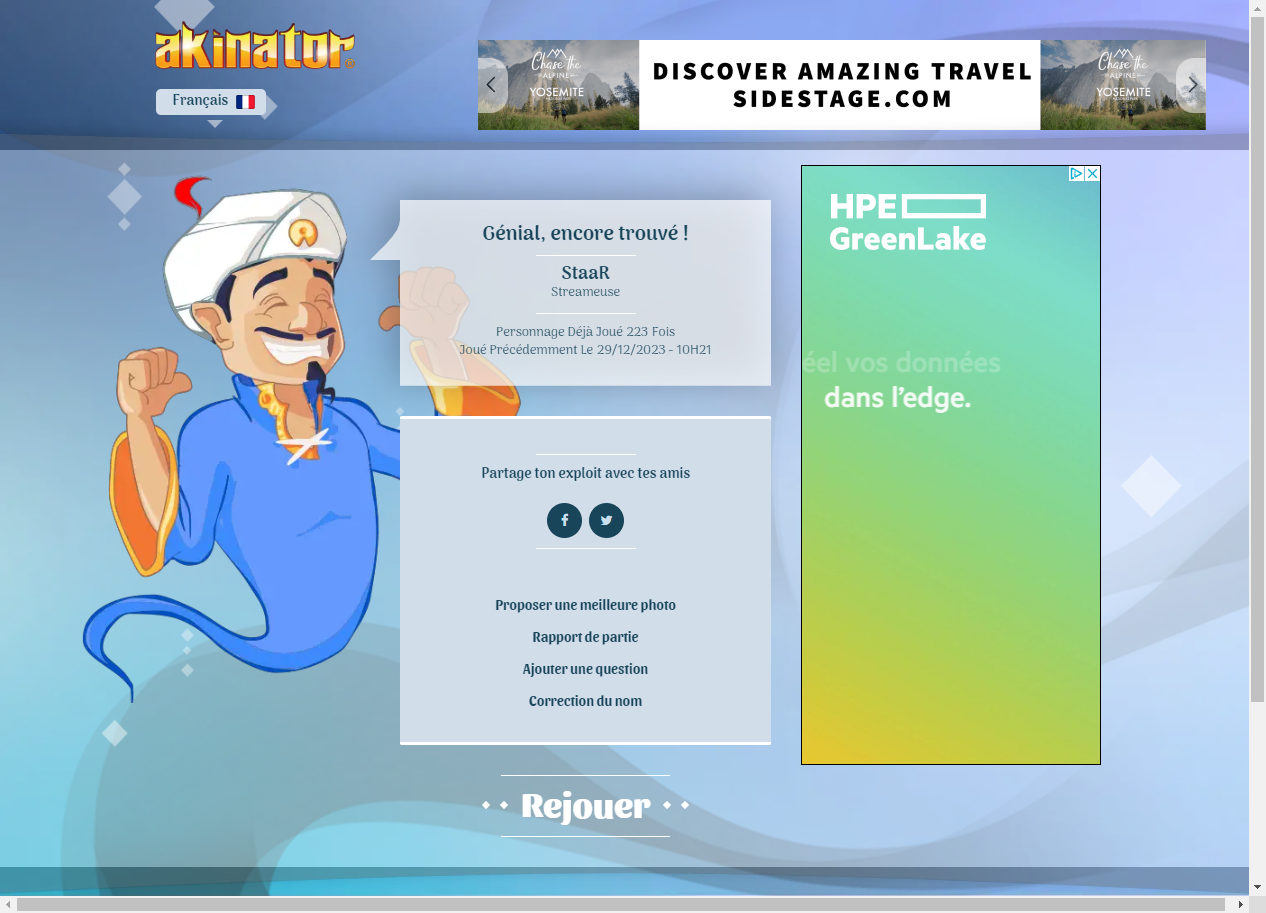 akinator
Français
Chase the
ALPINE
YOSEMITE
DISCOVER AMAZING TRAVEL
SIDESTAGE.COM
Chase the
ALPINE
YOSEMITE
Génial, encore trouvé !
StaaR
Streameuse
Personnage Déjà Joué 223 Fois
Joué Précédemment Le 29/12/2023 - 10H21
Partage ton exploit avec tes amis
Proposer une meilleure photo
Rapport de partie
Ajouter une question
Correction du nom
Rejouer
HPE
GreenLake
éel vos données
dans l’edge.